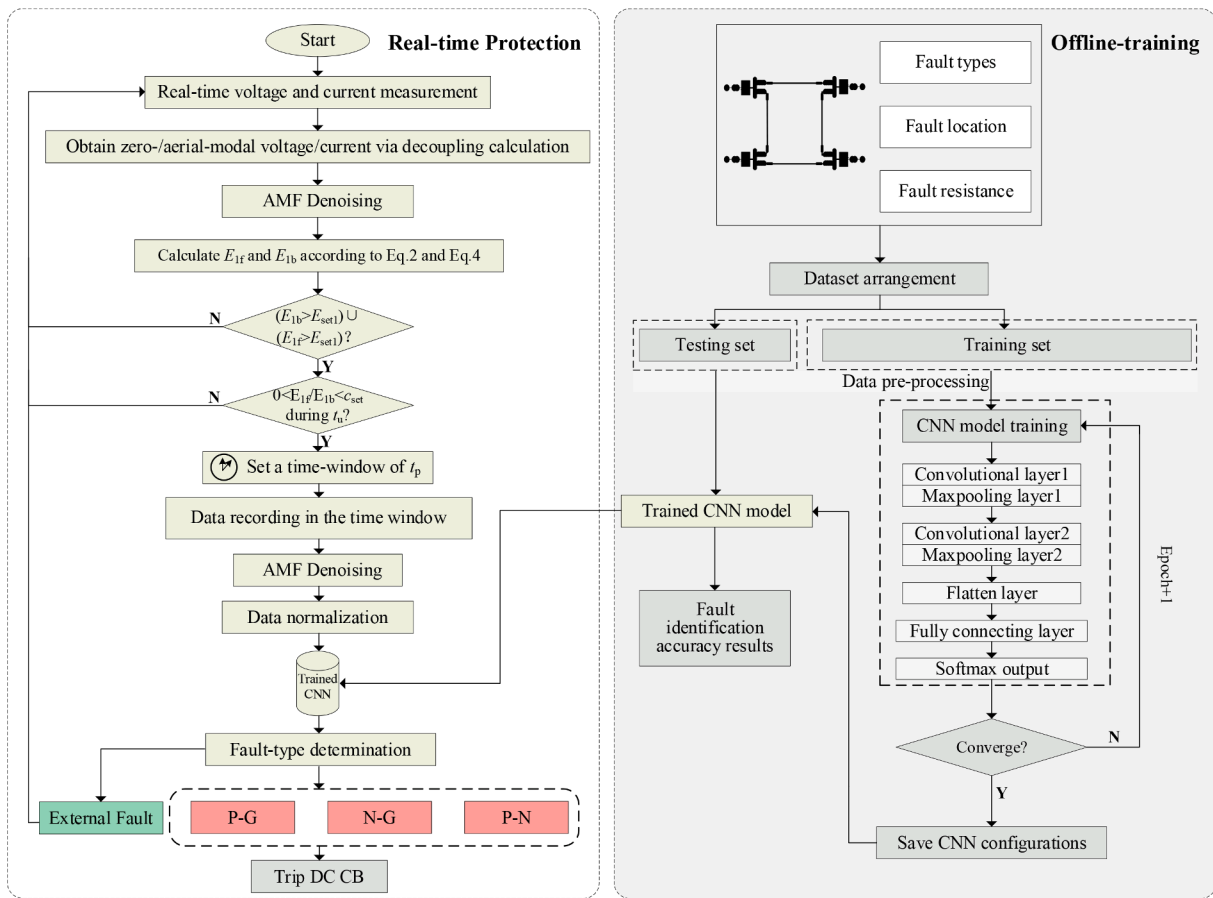 Real-time Protection
Start
Real-time voltage and current measurement
Obtain zero-/aerial-modal voltage/current via decoupling calculation
AMF Denoising
Calculate E1f and E1b according to Eq.2 and Eq.4
(E1b>Eset1) ∪
(E1f>Eset1) ?
N
Y
0<E1f/E1b<cset
during tu?
N
Y
Set a time-window of tp
Data recording in the time window
AMF Denoising
Data normalization
Trained
CNN
Fault-type determination
External Fault
P-G
N-G
P-N
Trip DC CB
Offline-training
Fault types
Fault location
Fault resistance
Dataset arrangement
Testing set
Training set
Data pre-processing
CNN model training
Convolutional layer1
Maxpooling layer1
Convolutional layer2
Maxpooling layer2
Flatten layer
Fully connecting layer
Softmax output
Epoch+1
Converge?
N
Y
Save CNN configurations
Trained CNN model
Fault
identification
accuracy results